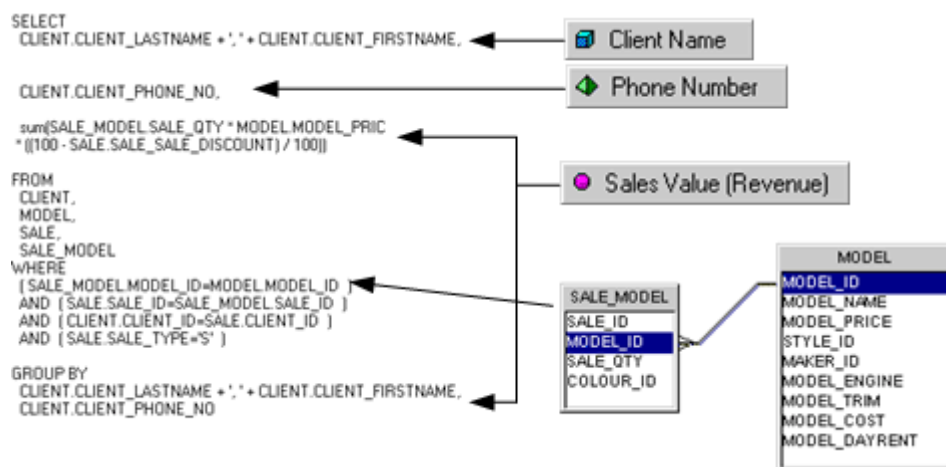 SELECT
CLIENT.CLIENT_LASTNAME + ', ' + CLIENT.CLIENT_FIRSTNAME,
CLIENT.CLIENT_PHONE_NO,
sum(SALE_MODEL.SALE_QTY * MODEL.MODEL_PRIC
* ((100 - SALE.SALE_SALE_DISCOUNT) / 100))
FROM
CLIENT,
MODEL,
SALE,
SALE_MODEL
WHERE
( SALE_MODEL.MODEL_ID=MODEL.MODEL_ID )
AND ( SALE.SALE_ID=SALE_MODEL.SALE_ID )
AND ( CLIENT.CLIENT_ID=SALE.CLIENT_ID )
AND ( SALE.SALE_TYPE='S' )
GROUP BY
CLIENT.CLIENT_LASTNAME + ', ' + CLIENT.CLIENT_FIRSTNAME,
CLIENT.CLIENT_PHONE_NO
Client Name
Phone Number
Sales Value (Revenue)
SALE_MODEL
SALE_ID
MODEL_ID
SALE_QTY
COLOUR_ID
MODEL
MODEL_ID
MODEL_NAME
MODEL_PRICE
STYLE_ID
MAKER_ID
MODEL_ENGINE
MODEL_TRIM
MODEL_COST
MODEL_DAYRENT